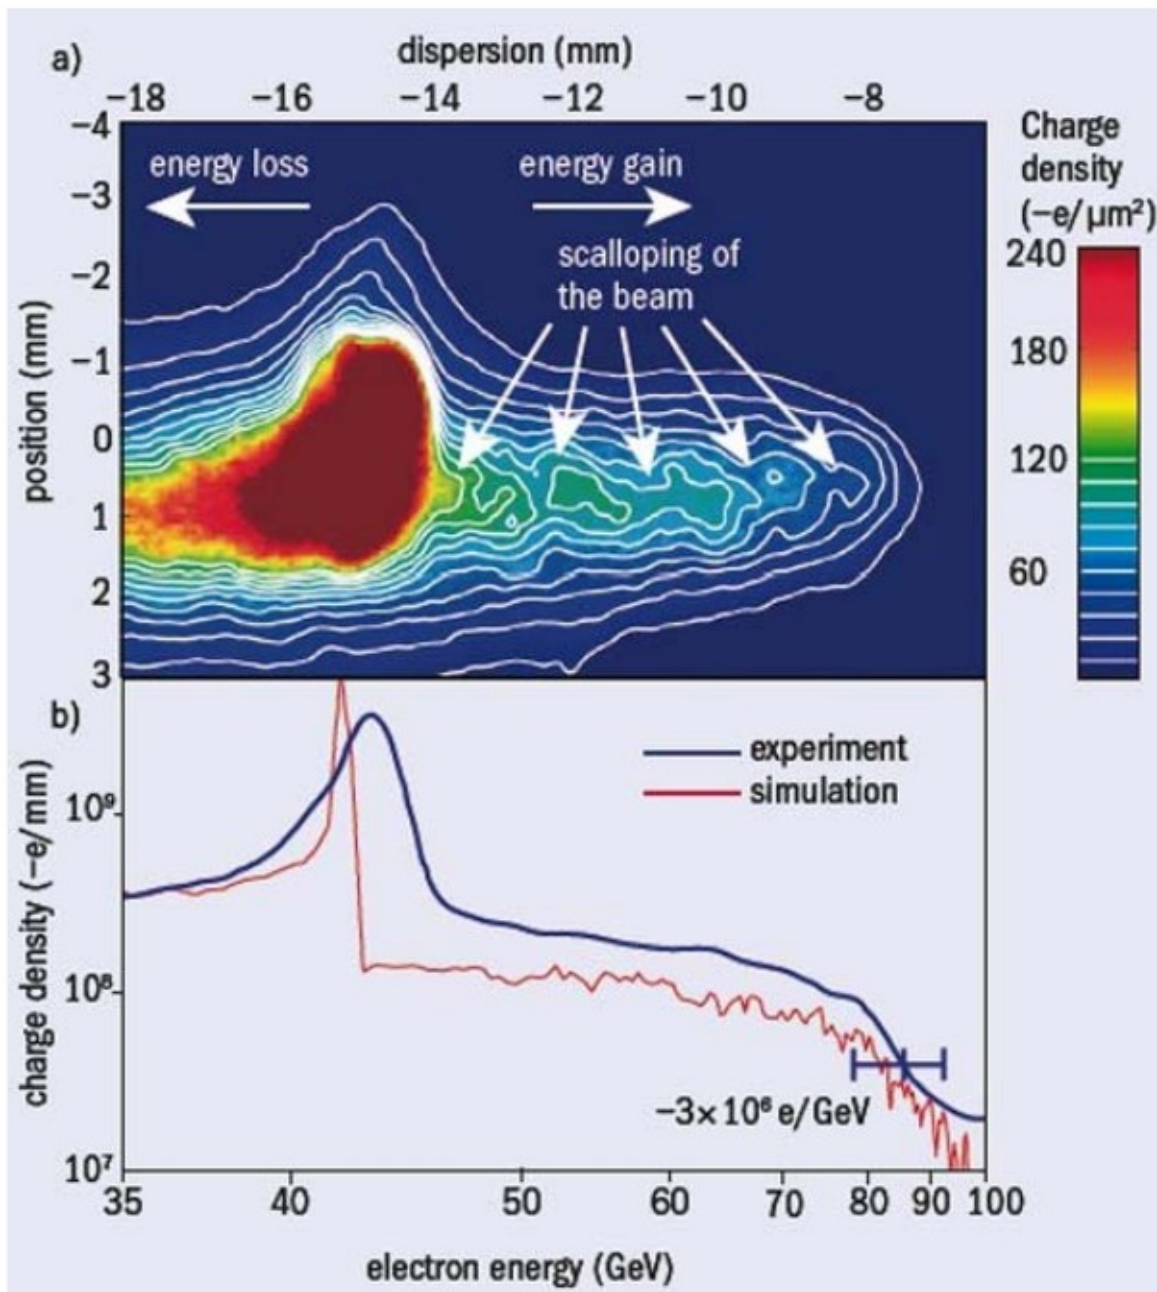 a)
dispersion (mm)
−18 −16 −14 −12 −10 −8
−4
−3
−2
−1
0
1
2
3
position (mm)
energy loss
energy gain
scalloping of
the beam
Charge
density
(−e/μm²)
240
180
120
60
b)
experiment
simulation
charge density (−e/mm)
10⁹
10⁸
10⁷
−3×10⁶ e/GeV
35 40 50 60 70 80 90 100
electron energy (GeV)